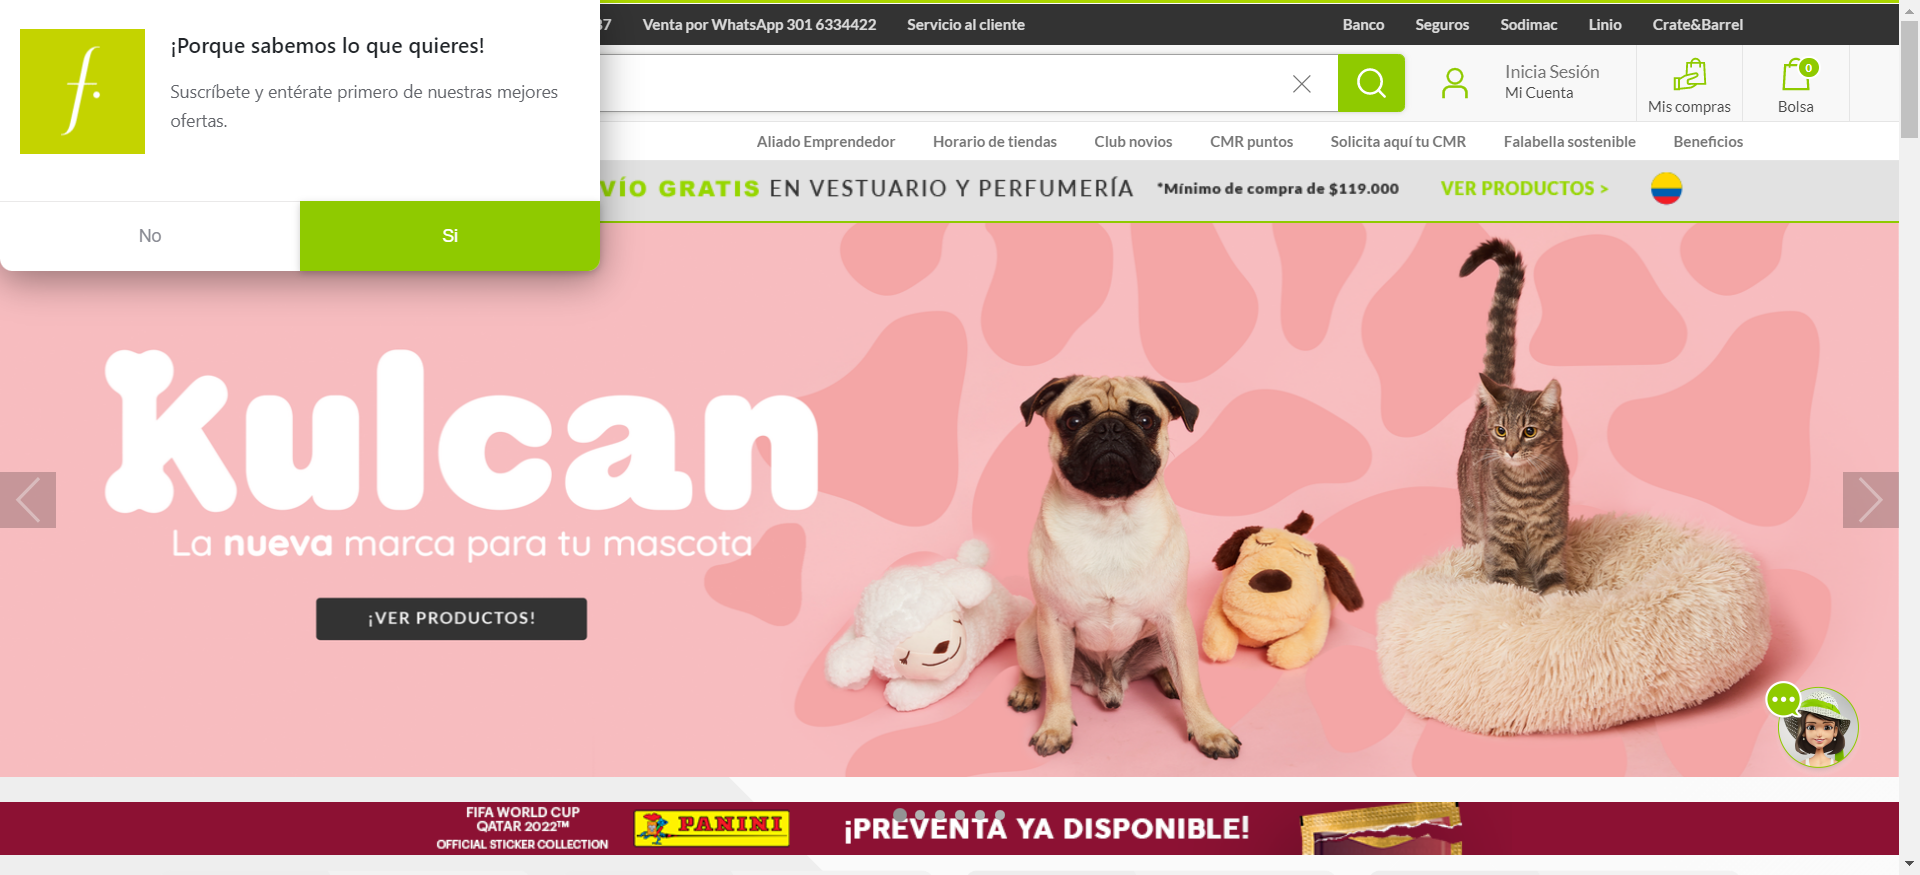 ¡Porque sabemos lo que quieres!
Suscríbete y entérate primero de nuestras mejores
ofertas.
No
Si
Venta por WhatsApp 301 6334422
Servicio al cliente
Banco
Seguros
Sodimac
Linio
Crate&Barrel
Inicia Sesión
Mi Cuenta
Mis compras
0
Bolsa
Aliado Emprendedor
Horario de tiendas
Club novios
CMR puntos
Solicita aquí tu CMR
Falabella sostenible
Beneficios
VÍO GRATIS EN VESTUARIO Y PERFUMERÍA *Mínimo de compra de $119.000 VER PRODUCTOS >
Kulcan
La nueva marca para tu mascota
¡VER PRODUCTOS!
FIFA WORLD CUP
QATAR 2022™
OFFICIAL STICKER COLLECTION
PANINI
¡PREVENTA YA DISPONIBLE!